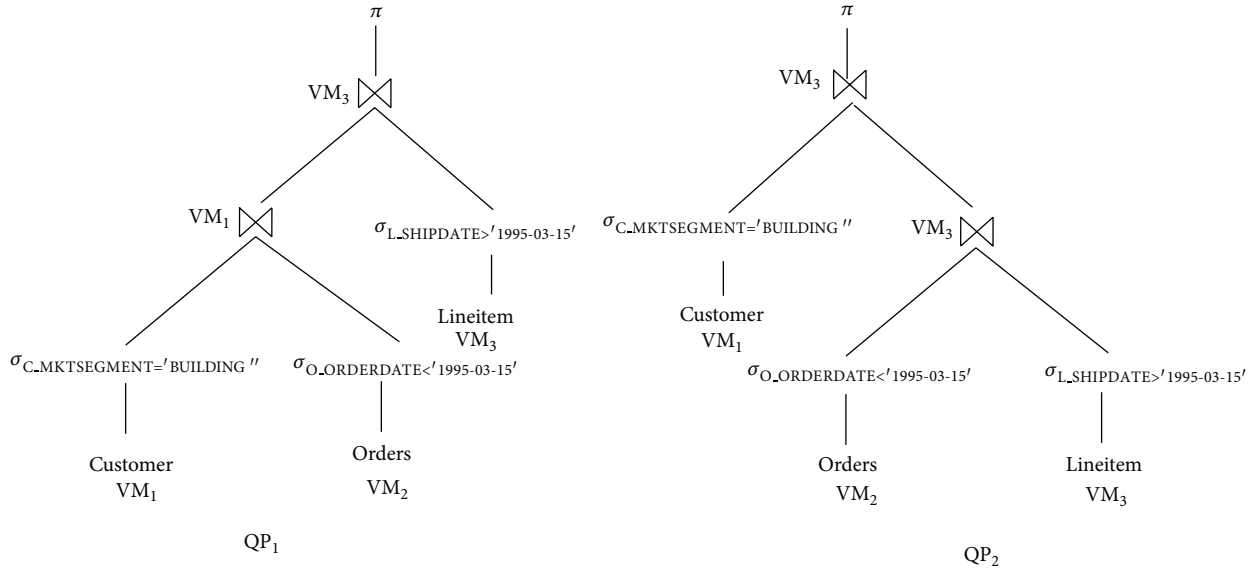 π
VM₃
VM₁
σL_SHIPDATE>′1995-03-15′
Lineitem
VM₃
σC_MKTSEGMENT=′BUILDING ″
σO_ORDERDATE<′1995-03-15′
Customer
VM₁
Orders
VM₂
QP₁
π
VM₃
σC_MKTSEGMENT=′BUILDING ″
VM₃
Customer
VM₁
σO_ORDERDATE<′1995-03-15′
σL_SHIPDATE>′1995-03-15′
Orders
VM₂
Lineitem
VM₃
QP₂